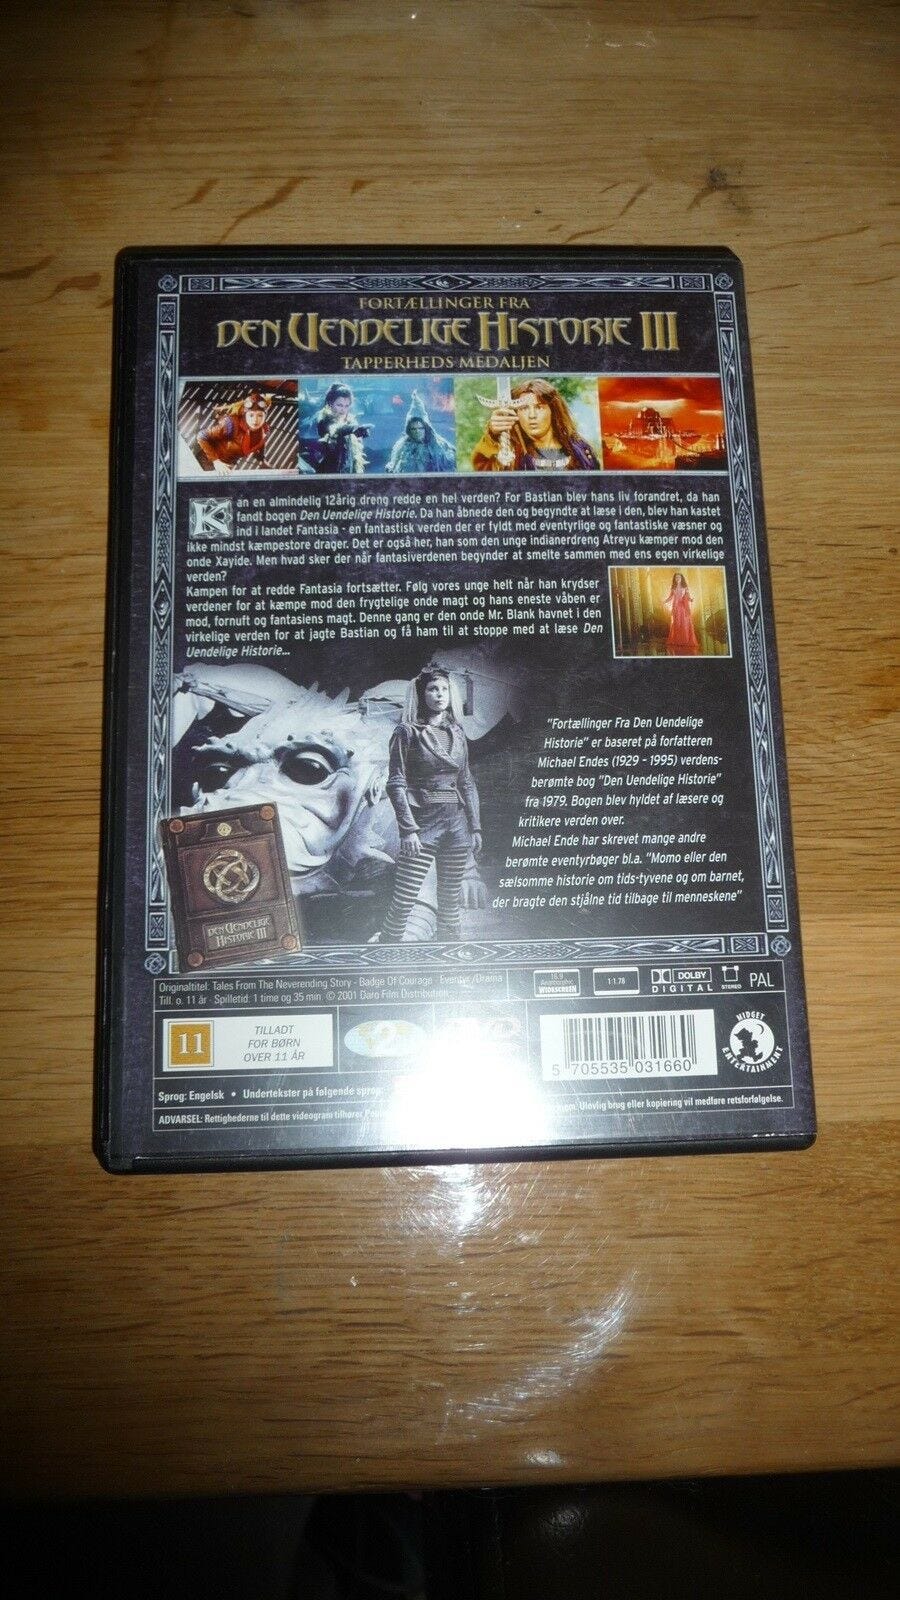 FORTÆLLINGER FRA
DEN UENDELIGE HISTORIE III
TAPPERHEDS MEDALJEN
Kan en almindelig 12årig dreng redde en hel verden? For Bastian blev hans liv forandret, da han
fandt bogen Den Uendelige Historie. Da han åbnede den og begyndte at læse i den, blev han kastet
ind i landet Fantasia - en fantastisk verden der er fyldt med eventyrlige og fantastiske væsner og
ikke mindst kæmpestore drager. Det er også her, han som den unge indianerdreng Atreyu kæmper mod den
onde Xayide. Men hvad sker der når fantasiverdenen begynder at smelte sammen med ens egen virkelige
verden?
Kampen for at redde Fantasia fortsætter. Følg vores unge helt når han krydser
verdener for at kæmpe mod den frygtelige onde magt og hans eneste våben er
mod, fornuft og fantasiens magt. Denne gang er den onde Mr. Blank havnet i den
virkelige verden for at jagte Bastian og få ham til at stoppe med at læse Den
Uendelige Historie...
"Fortællinger Fra Den Uendelige
Historie" er baseret på forfatteren
Michael Endes (1929 - 1995) verdens-
berømte bog "Den Uendelige Historie"
fra 1979. Bogen blev hyldet af læsere og
kritikere verden over.
Michael Ende har skrevet mange andre
berømte eventyrbøger bl.a. "Momo eller den
sælsomme historie om tids-tyvene og om barnet,
der bragte den stjålne tid tilbage til menneskene"
DEN UENDELIGE
HISTORIE III
Originaltitel: Tales From The Neverending Story - Badge Of Courage Eventyr/Drama
Till. o. 11 år - Spilletid: 1 time og 35 min © 2001 Daro Film Distribution
16:9
WIDESCREEN
1:1.78
DOLBY
DIGITAL
STEREO
PAL
11
TILLADT
FOR BØRN
OVER 11 ÅR
2
5 705535 031660
MIDGET
ENTERTAINMENT
Sprog: Engelsk • Undertekster på følgende sprog:
ADVARSEL: Rettighederne til dette videogram tilhører
Ulovlig brug eller kopiering vil medføre retsforfølgelse.